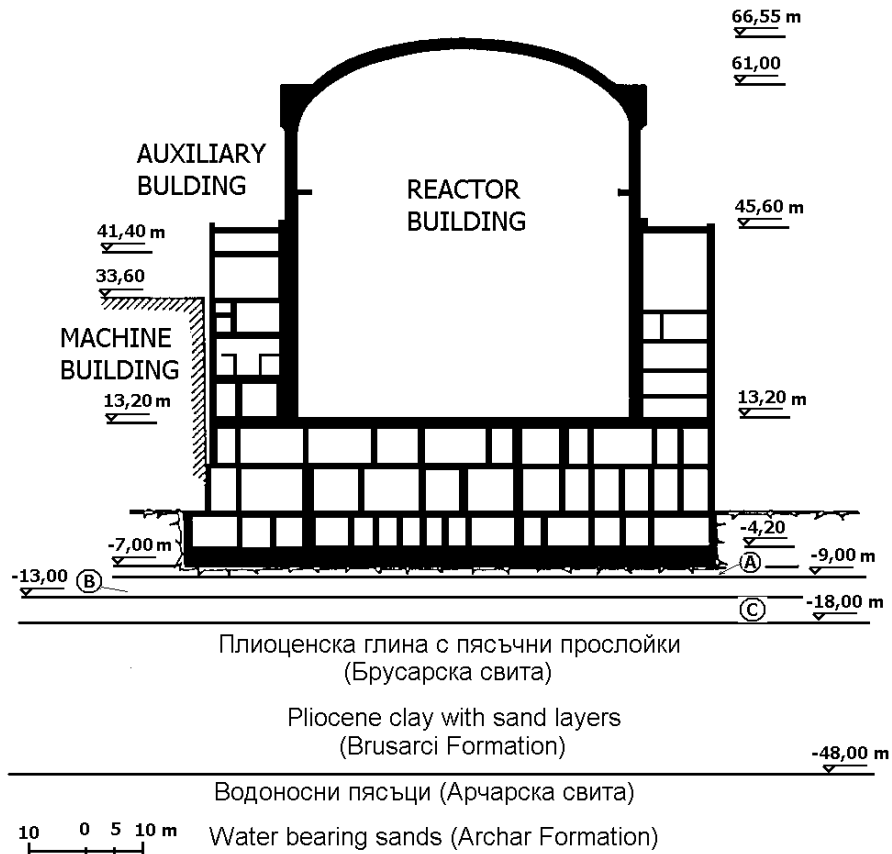 66,55 m
61,00
AUXILIARY
BULDING
REACTOR
BUILDING
45,60 m
41,40 m
33,60
MACHINE
BUILDING
13,20 m
13,20 m
-4,20
-7,00 m
A
-9,00 m
-13,00
B
C
-18,00 m
Плиоценска глина с пясъчни прослойки
(Брусарска свита)
Pliocene clay with sand layers
(Brusarci Formation)
-48,00 m
Водоносни пясъци (Арчарска свита)
10 0 5 10 m
Water bearing sands (Archar Formation)